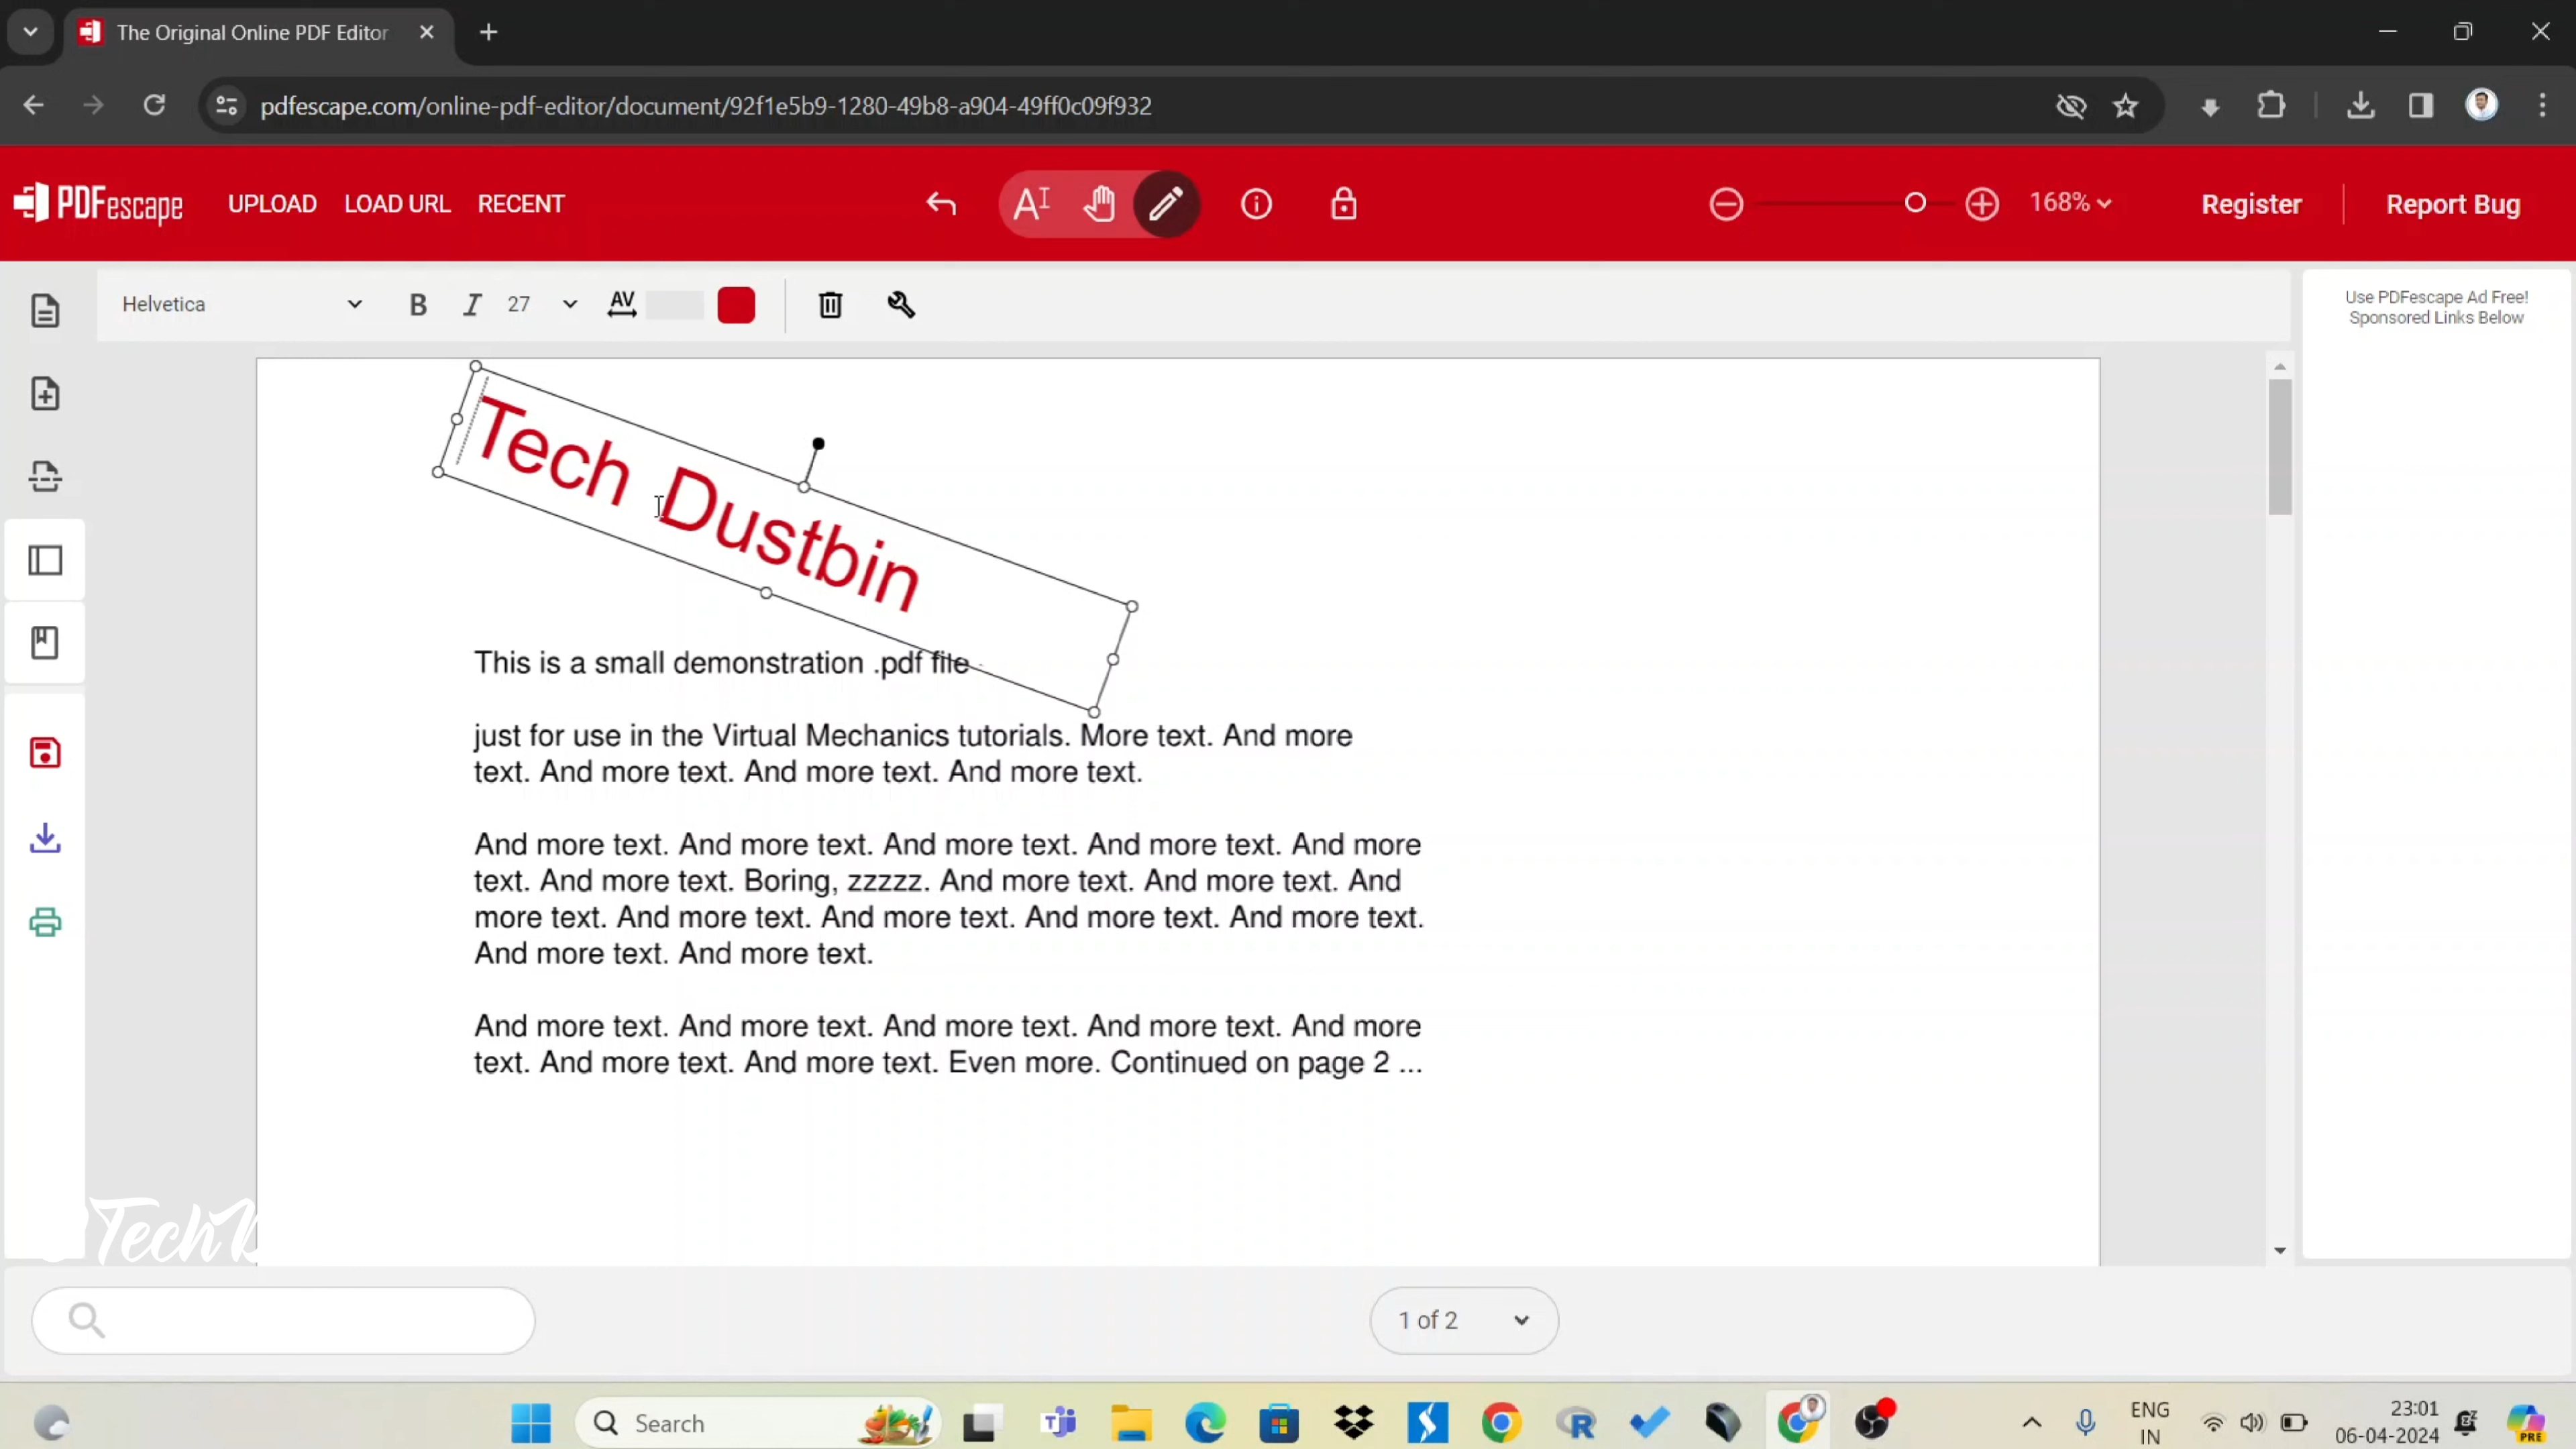 The Original Online PDF Editor
pdfescape.com/online-pdf-editor/document/92f1e5b9-1280-49b8-a904-49ff0c09f932
PDFescape UPLOAD LOAD URL RECENT 168% Register Report Bug
Helvetica B I 27 AV
Use PDFescape Ad Free!
Sponsored Links Below
Tech Dustbin
This is a small demonstration .pdf file -
just for use in the Virtual Mechanics tutorials. More text. And more
text. And more text. And more text. And more text.
And more text. And more text. And more text. And more text. And more
text. And more text. Boring, zzzzz. And more text. And more text. And
more text. And more text. And more text. And more text. And more text.
And more text. And more text.
And more text. And more text. And more text. And more text. And more
text. And more text. And more text. Even more. Continued on page 2 ...
Tech
1 of 2
Search
ENG
IN
23:01
06-04-2024
PRE